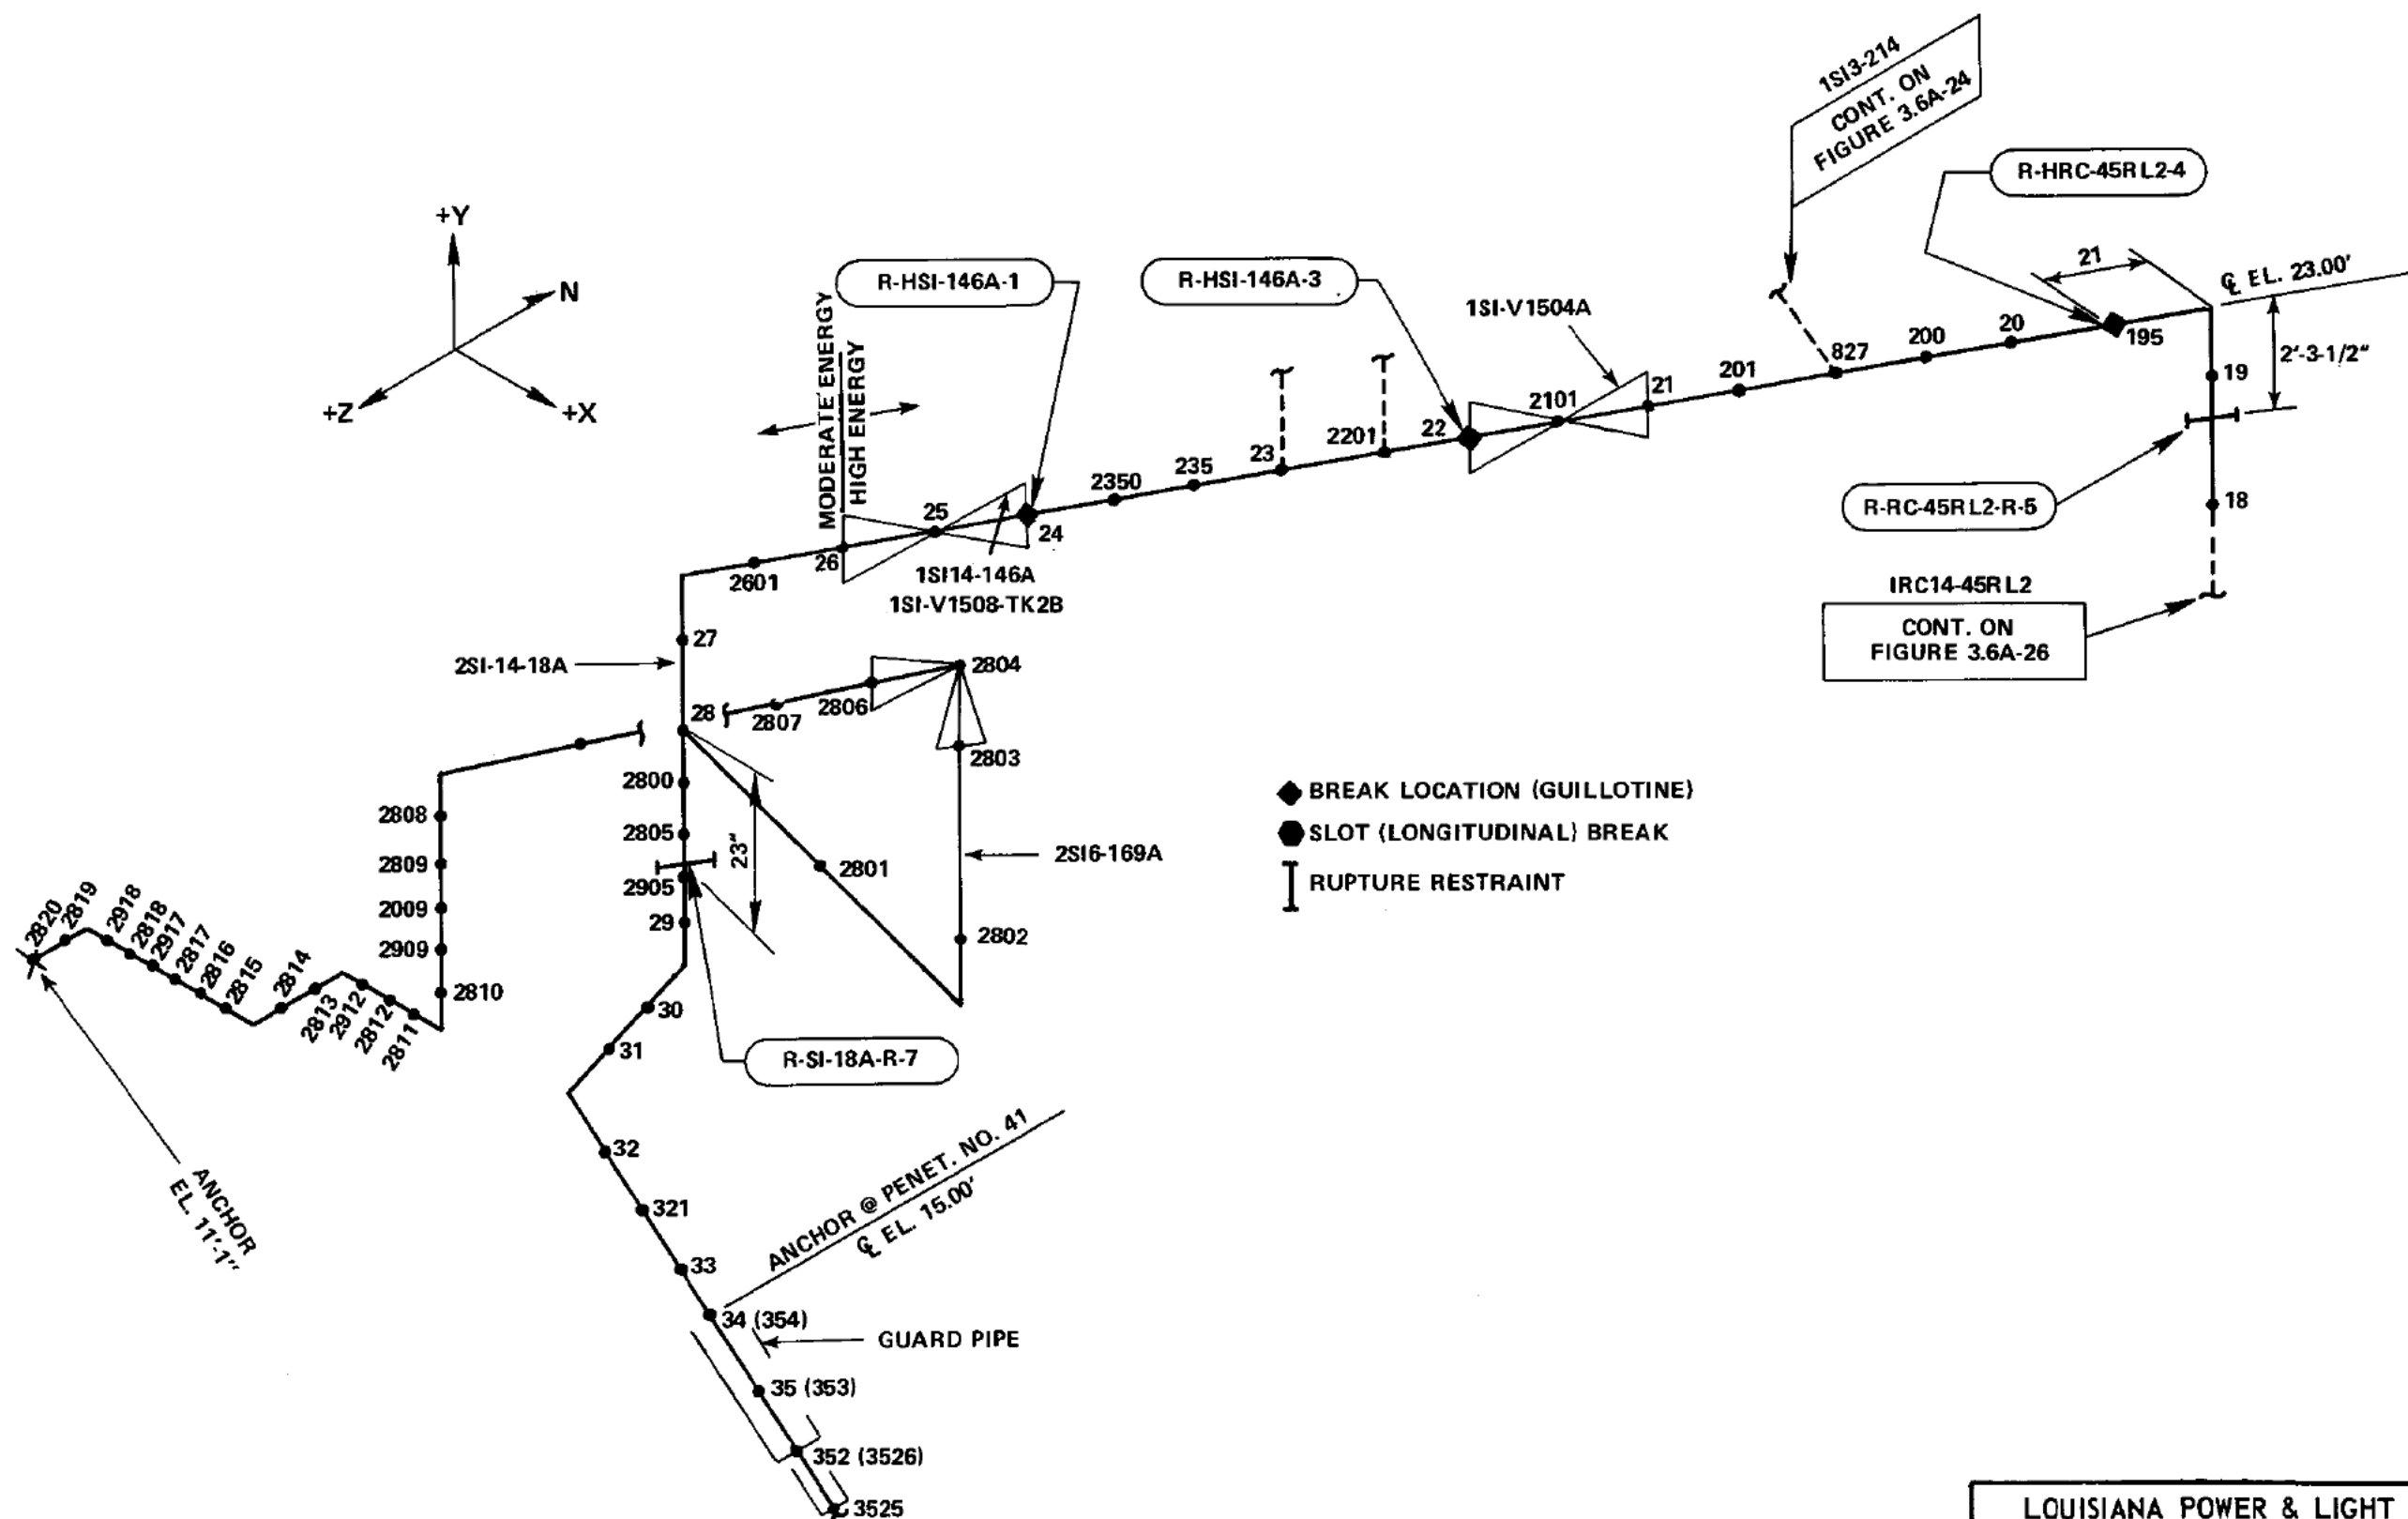 1SI3-214
CONT. ON
FIGURE 3.6A-24
R-HRC-45RL2-4
+Y
N
+Z
+X
R-HSI-146A-1
R-HSI-146A-3
1SI-V1504A
21
℄ EL. 23.00'
2'-3-1/2"
195
20
200
827
201
21
2101
22
2201
23
235
2350
24
25
26
2601
19
18
R-RC-45RL2-R-5
IRC14-45RL2
CONT. ON
FIGURE 3.6A-26
MODERATE ENERGY
HIGH ENERGY
1SI14-146A
1SI-V1508-TK2B
27
2SI-14-18A
28
2807
2806
2804
2803
2800
2805
23"
2801
2905
29
2SI6-169A
2802
BREAK LOCATION (GUILLOTINE)
SLOT (LONGITUDINAL) BREAK
RUPTURE RESTRAINT
2808
2809
2009
2909
2810
2820
2819
2918
2818
2917
2817
2816
2815
2814
2813
2912
2812
2811
30
31
R-SI-18A-R-7
32
321
33
ANCHOR @ PENET. NO. 41
℄ EL. 15.00'
ANCHOR
EL. 11'-1"
34 (354)
GUARD PIPE
35 (353)
352 (3526)
3525
LOUISIANA POWER & LIGHT